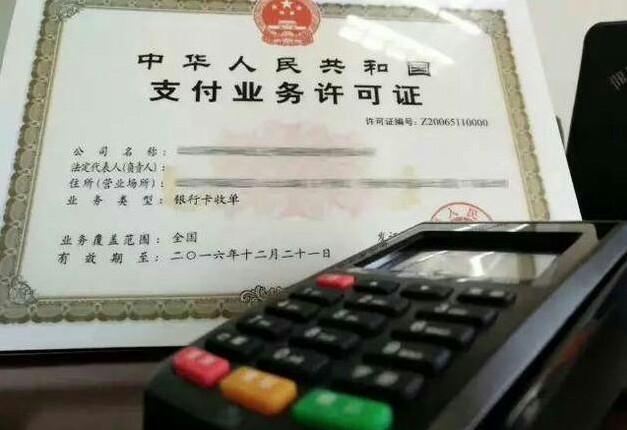 中华人民共和国
支付业务许可证
许可证编号: Z20065110000
公司名称:
法定代表人(负责人):
住所(营业场所):
业务类型: 银行卡收单
业务覆盖范围: 全国
有效期至: 二〇一六年十二月二十一日